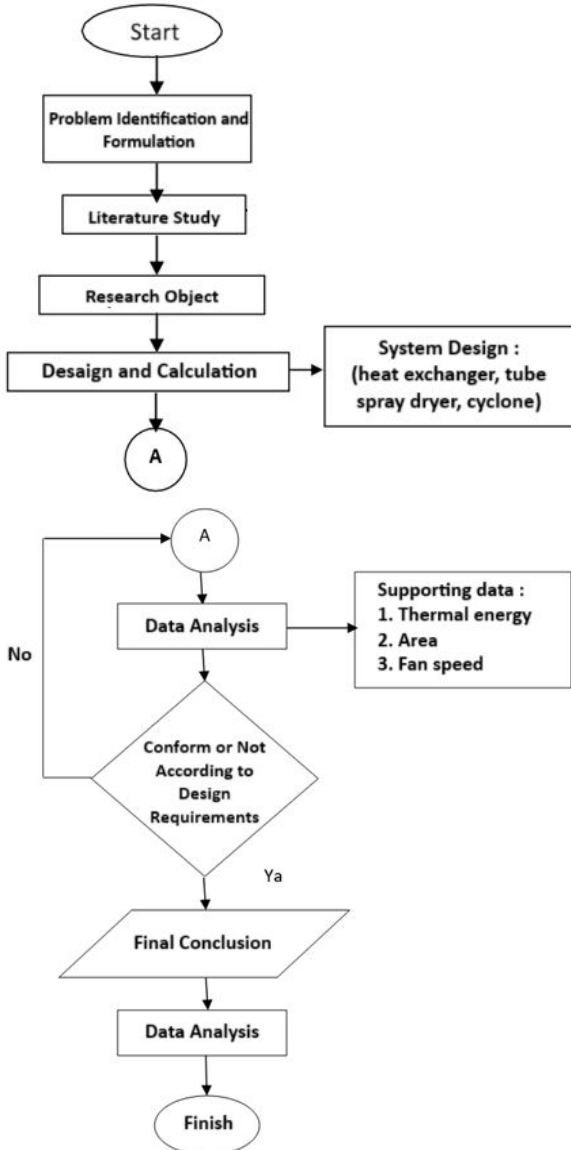 Start
Problem Identification and
Formulation
Literature Study
Research Object
Desaign and Calculation
System Design :
(heat exchanger, tube
spray dryer, cyclone)
A
A
Data Analysis
Supporting data :
1. Thermal energy
2. Area
3. Fan speed
No
Conform or Not
According to
Design
Requirements
Ya
Final Conclusion
Data Analysis
Finish